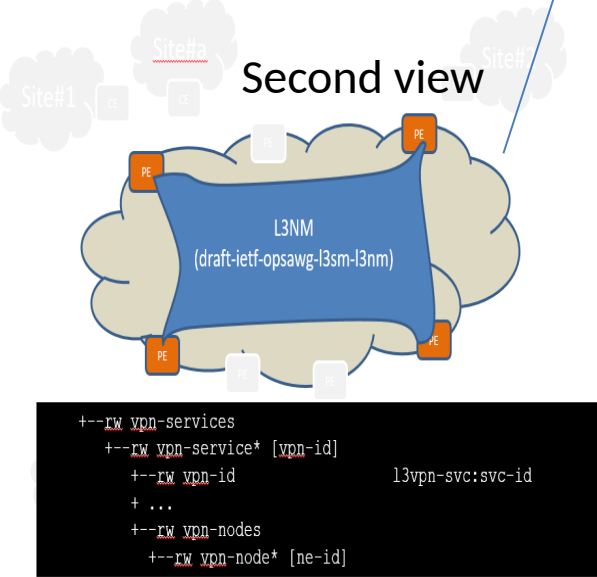 Site#a
Second view
Site#2
Site#1
CE
CE
PE
PE
PE
L3NM
(draft-ietf-opsawg-l3sm-l3nm)
PE
PE
PE
PE
+--rw vpn-services
+--rw vpn-service* [vpn-id]
+--rw vpn-id l3vpn-svc:svc-id
+ ...
+--rw vpn-nodes
+--rw vpn-node* [ne-id]